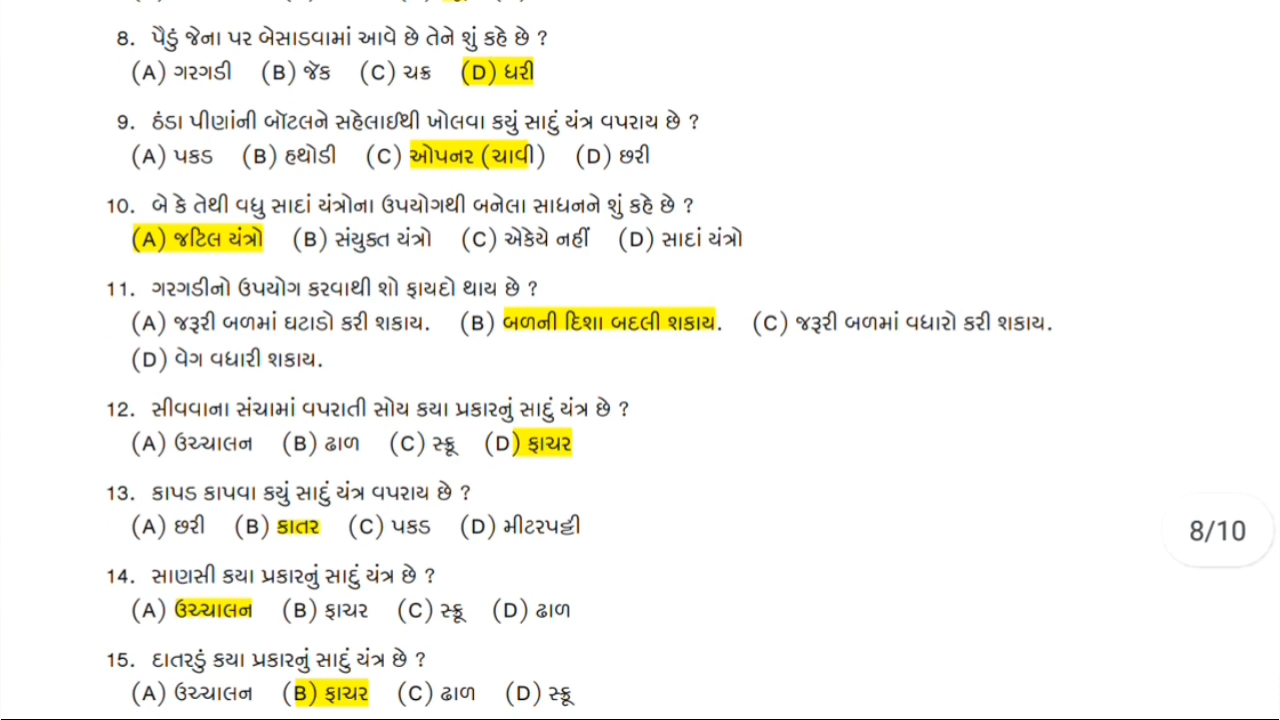 8. પૈડું જેના પર બેસાડવામાં આવે છે તેને શું કહે છે ?
(A) ગરગડી (B) જૅક (C) ચક્ર (D) ધરી
9. ઠંડા પીણાંની બૉટલને સહેલાઈથી ખોલવા કયું સાદું યંત્ર વપરાય છે ?
(A) પકડ (B) હથોડી (C) ઓપનર (ચાવી) (D) છરી
10. બે કે તેથી વધુ સાદાં યંત્રોના ઉપયોગથી બનેલા સાધનને શું કહે છે ?
(A) જટિલ યંત્રો (B) સંયુક્ત યંત્રો (C) એકેયે નહીં (D) સાદાં યંત્રો
11. ગરગડીનો ઉપયોગ કરવાથી શો ફાયદો થાય છે ?
(A) જરૂરી બળમાં ઘટાડો કરી શકાય. (B) બળની દિશા બદલી શકાય. (C) જરૂરી બળમાં વધારો કરી શકાય.
(D) વેગ વધારી શકાય.
12. સીવવાના સંચામાં વપરાતી સોય કયા પ્રકારનું સાદું યંત્ર છે ?
(A) ઉચ્ચાલન (B) ઢાળ (C) સ્ક્રૂ (D) ફાચર
13. કાપડ કાપવા કયું સાદું યંત્ર વપરાય છે ?
(A) છરી (B) કાતર (C) પકડ (D) મીટરપટ્ટી
8/10
14. સાણસી કયા પ્રકારનું સાદું યંત્ર છે ?
(A) ઉચ્ચાલન (B) ફાચર (C) સ્ક્રૂ (D) ઢાળ
15. દાતરડું કયા પ્રકારનું સાદું યંત્ર છે ?
(A) ઉચ્ચાલન (B) ફાચર (C) ઢાળ (D) સ્ક્રૂ